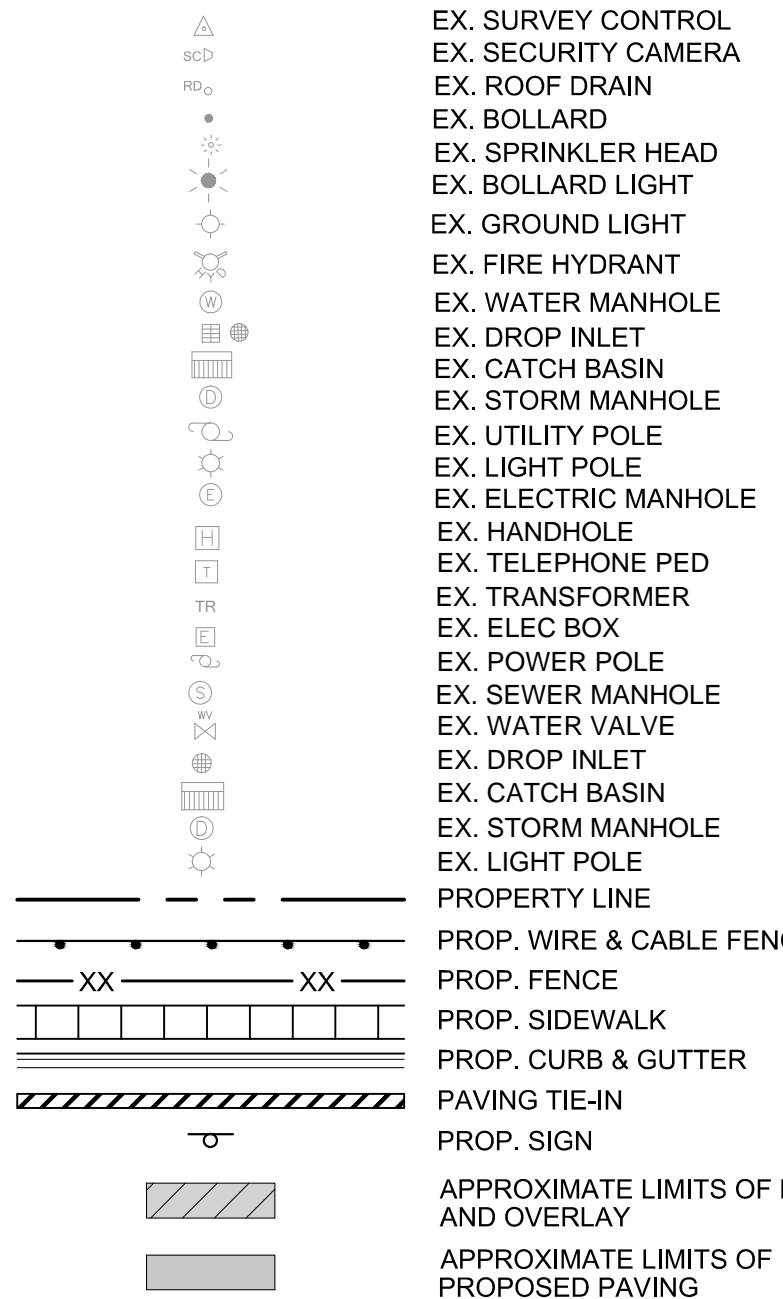 EX. SURVEY CONTROL
SC EX. SECURITY CAMERA
RD EX. ROOF DRAIN
EX. BOLLARD
EX. SPRINKLER HEAD
EX. BOLLARD LIGHT
EX. GROUND LIGHT
EX. FIRE HYDRANT
W EX. WATER MANHOLE
EX. DROP INLET
EX. CATCH BASIN
D EX. STORM MANHOLE
EX. UTILITY POLE
EX. LIGHT POLE
E EX. ELECTRIC MANHOLE
H EX. HANDHOLE
T EX. TELEPHONE PED
TR EX. TRANSFORMER
E EX. ELEC BOX
EX. POWER POLE
S EX. SEWER MANHOLE
WV EX. WATER VALVE
EX. DROP INLET
EX. CATCH BASIN
D EX. STORM MANHOLE
EX. LIGHT POLE
PROPERTY LINE
PROP. WIRE & CABLE
XX XX PROP. FENCE
PROP. SIDEWALK
PROP. CURB & GUTTER
PAVING TIE-IN
PROP. SIGN
APPROXIMATE LIMITS OF
AND OVERLAY
APPROXIMATE LIMITS OF
PROPOSED PAVING